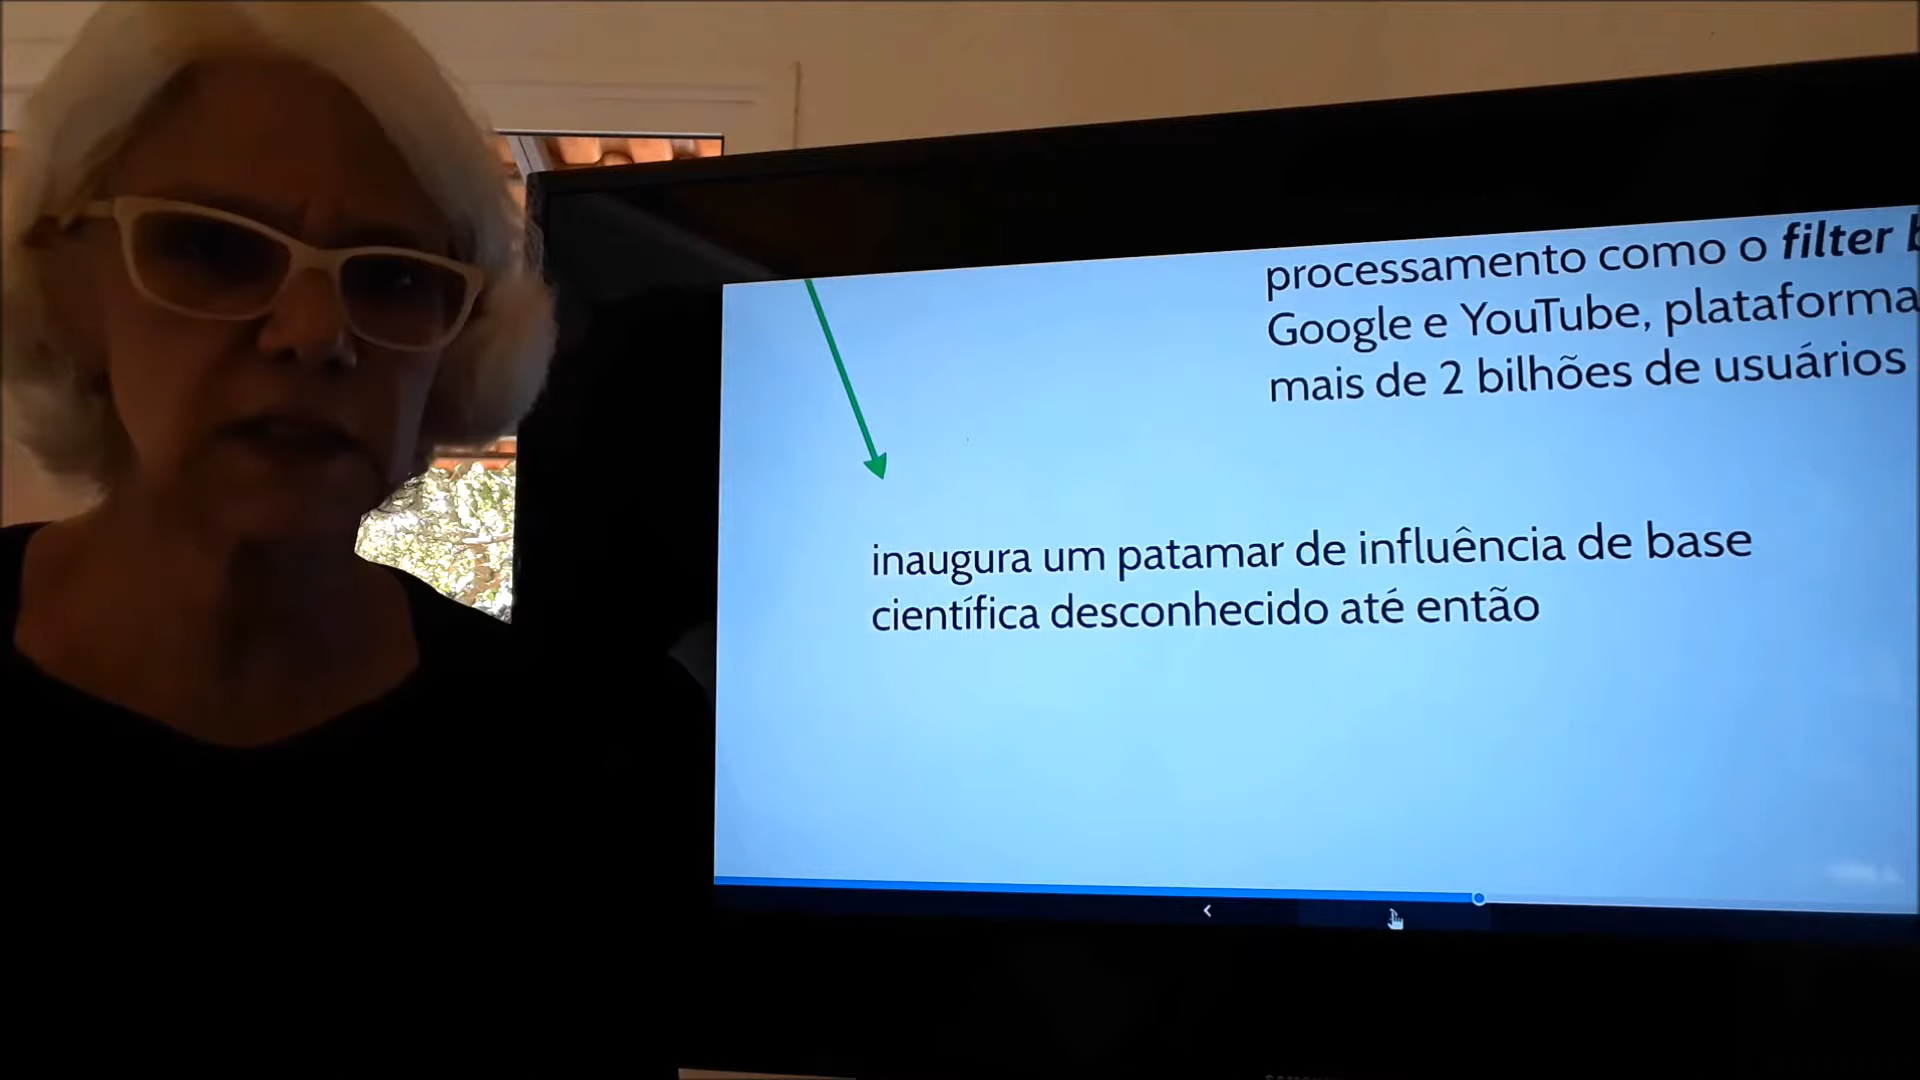 processamento como o filter
Google e YouTube, plataforma
mais de 2 bilhões de usuários
inaugura um patamar de influência de base
científica desconhecido até então